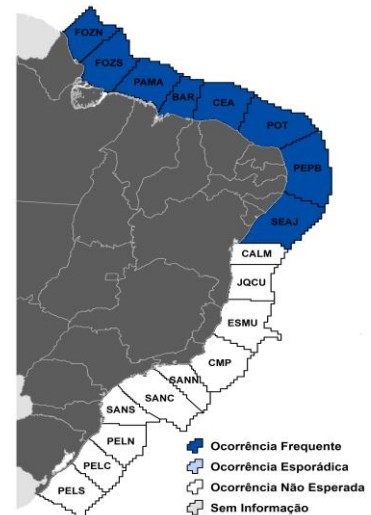 FOZN
FOZS
PAMA
BAR
CEA
POT
PEPB
SEAJ
CALM
JQCU
ESMU
CMP
SANN
SANC
SANS
PELN
PELC
PELS
Ocorrência Frequente
Ocorrência Esporádica
Ocorrência Não Esperada
Sem Informação